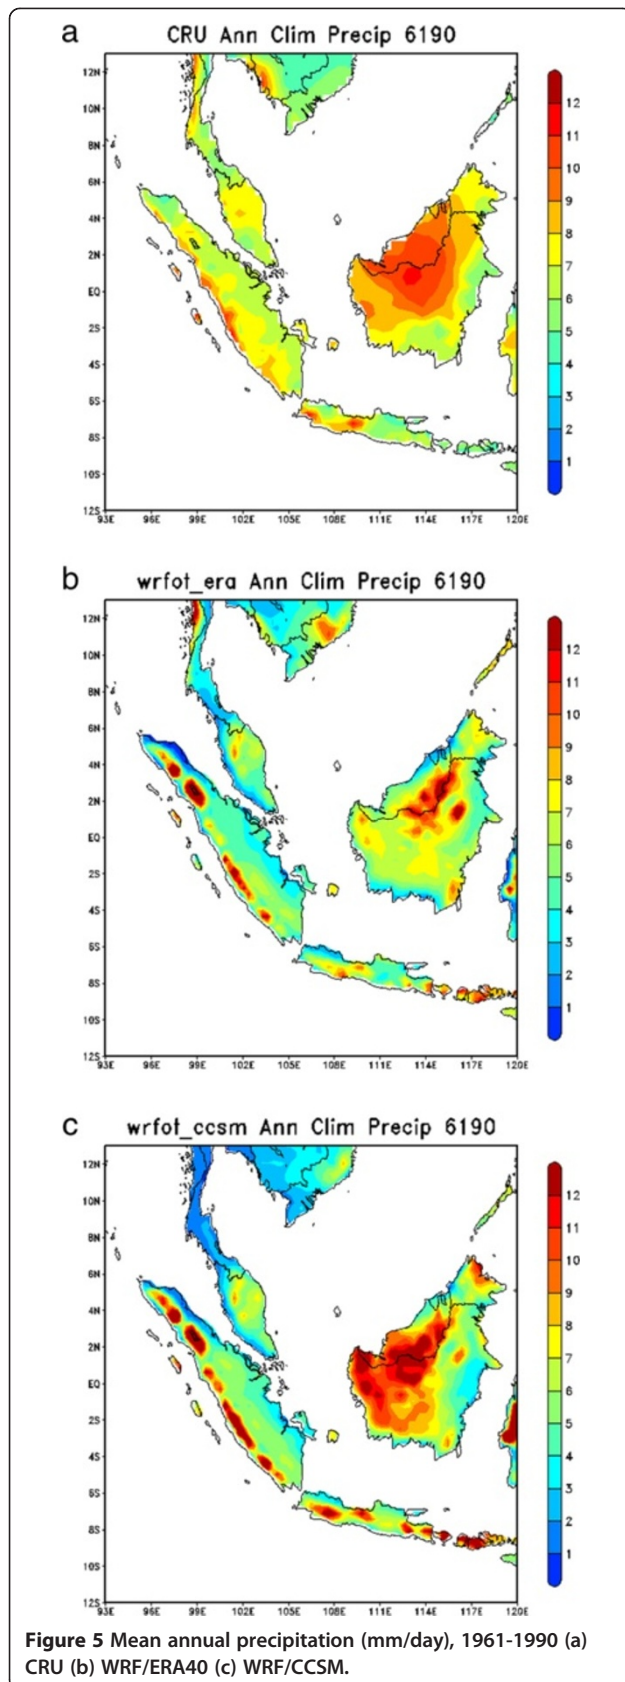 a
CRU Ann Clim Precip 6190
12N
10N
8N
6N
4N
2N
EQ
2S
4S
6S
8S
10S
12S
93E 96E 99E 102E 105E 108E 111E 114E 117E 120E
12
11
10
9
8
7
6
5
4
3
2
1
b
wrfot_era Ann Clim Precip 6190
12N
10N
8N
6N
4N
2N
EQ
2S
4S
6S
8S
10S
12S
93E 96E 99E 102E 105E 108E 111E 114E 117E 120E
12
11
10
9
8
7
6
5
4
3
2
1
c
wrfot_ccsm Ann Clim Precip 6190
12N
10N
8N
6N
4N
2N
EQ
2S
4S
6S
8S
10S
12S
93E 96E 99E 102E 105E 108E 111E 114E 117E 120E
12
11
10
9
8
7
6
5
4
3
2
1
Figure 5 Mean annual precipitation (mm/day), 1961-1990 (a)
CRU (b) WRF/ERA40 (c) WRF/CCSM.